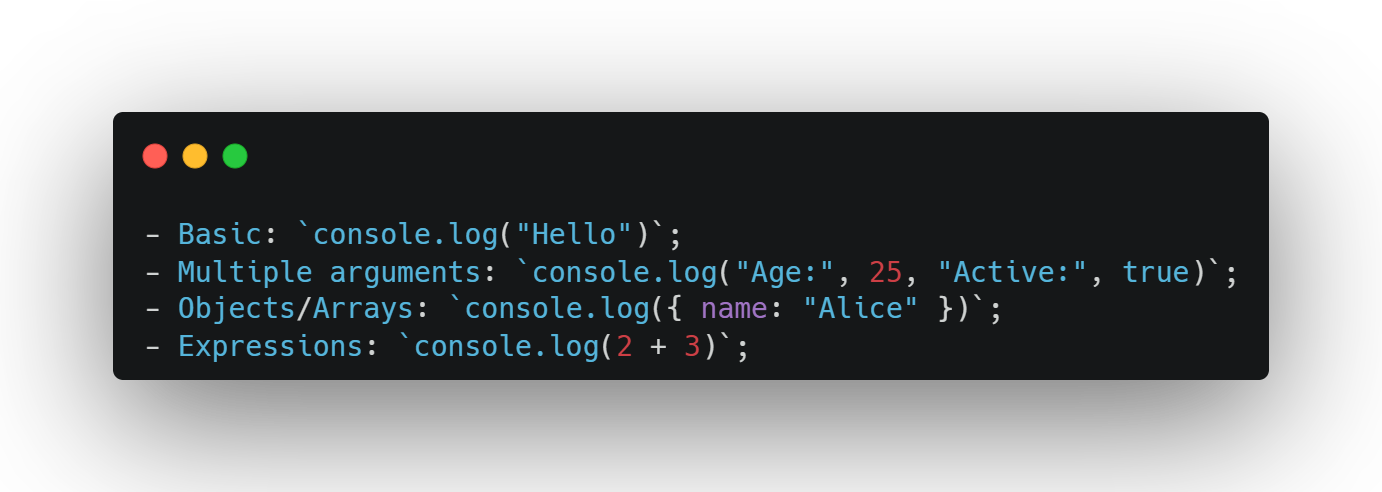 - Basic: `console.log("Hello")`;
- Multiple arguments: `console.log("Age:", 25, "Active:", true)`;
- Objects/Arrays: `console.log({ name: "Alice" })`;
- Expressions: `console.log(2 + 3)`;